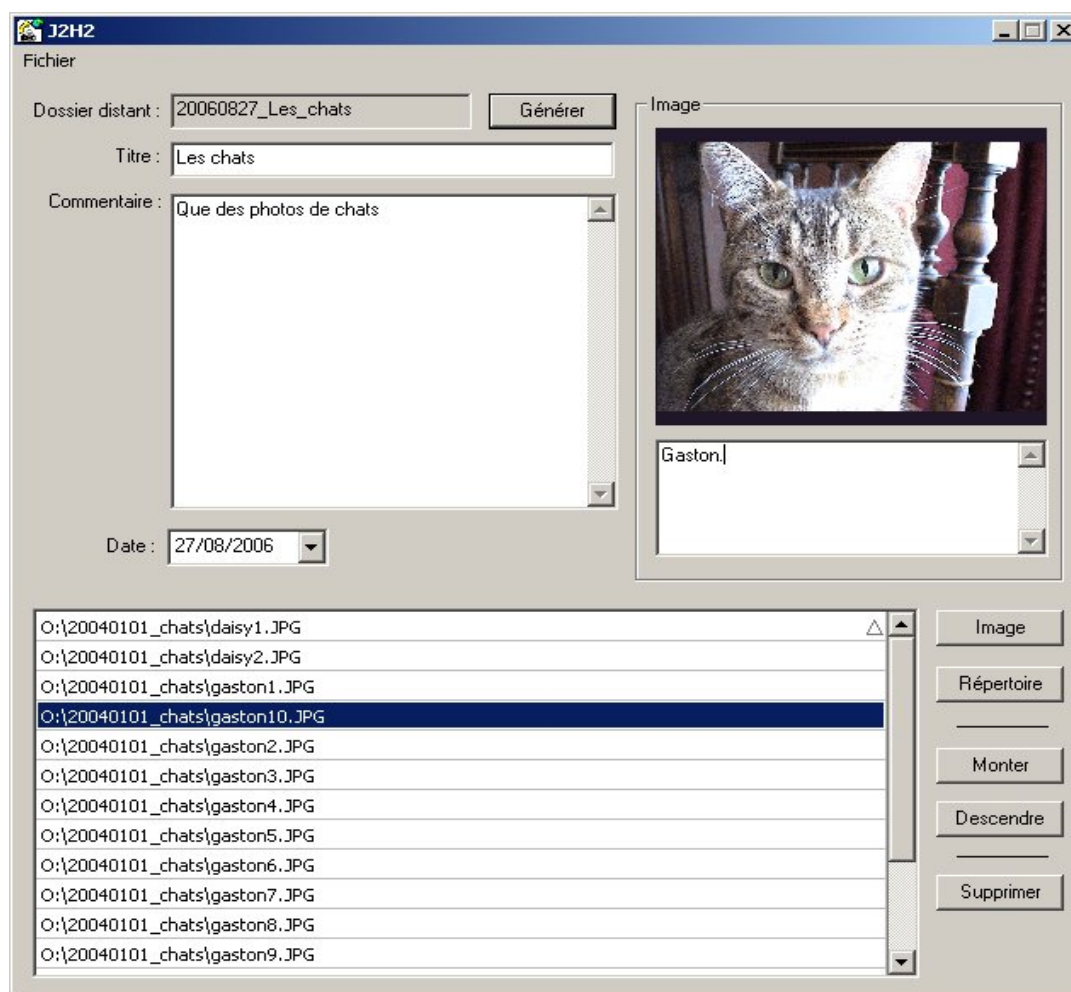 J2H2
Fichier
Dossier distant :
20060827_Les_chats
Générer
Titre :
Les chats
Commentaire :
Que des photos de chats
Date :
27/08/2006
Image
Gaston.
O:\20040101_chats\daisy1.JPG
O:\20040101_chats\daisy2.JPG
O:\20040101_chats\gaston1.JPG
O:\20040101_chats\gaston10.JPG
O:\20040101_chats\gaston2.JPG
O:\20040101_chats\gaston3.JPG
O:\20040101_chats\gaston4.JPG
O:\20040101_chats\gaston5.JPG
O:\20040101_chats\gaston6.JPG
O:\20040101_chats\gaston7.JPG
O:\20040101_chats\gaston8.JPG
O:\20040101_chats\gaston9.JPG
Image
Répertoire
Monter
Descendre
Supprimer